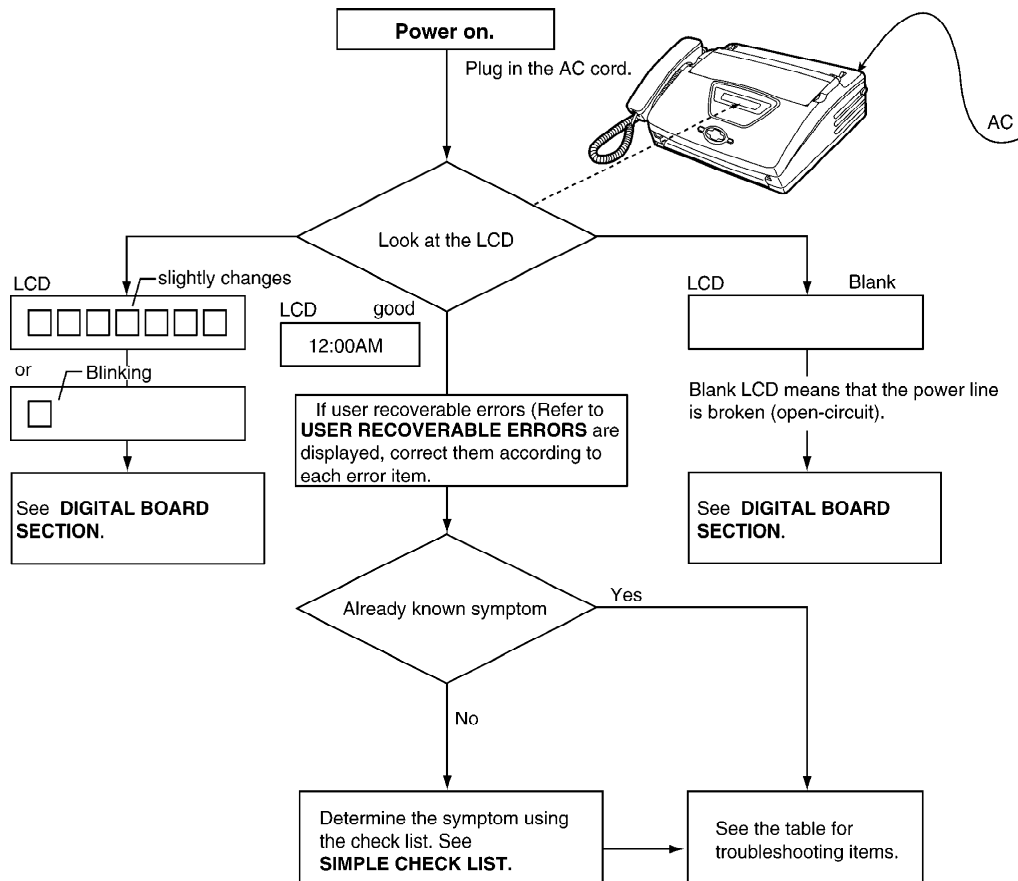 Power on.
Plug in the AC cord.
AC
Look at the LCD
LCD
slightly changes
or
Blinking
See DIGITAL BOARD
SECTION.
LCD good
12:00AM
If user recoverable errors (Refer to
USER RECOVERABLE ERRORS are
displayed, correct them according to
each error item.
LCD Blank
Blank LCD means that the power line
is broken (open-circuit).
See DIGITAL BOARD
SECTION.
Already known symptom
Yes
No
Determine the symptom using
the check list. See
SIMPLE CHECK LIST.
See the table for
troubleshooting items.